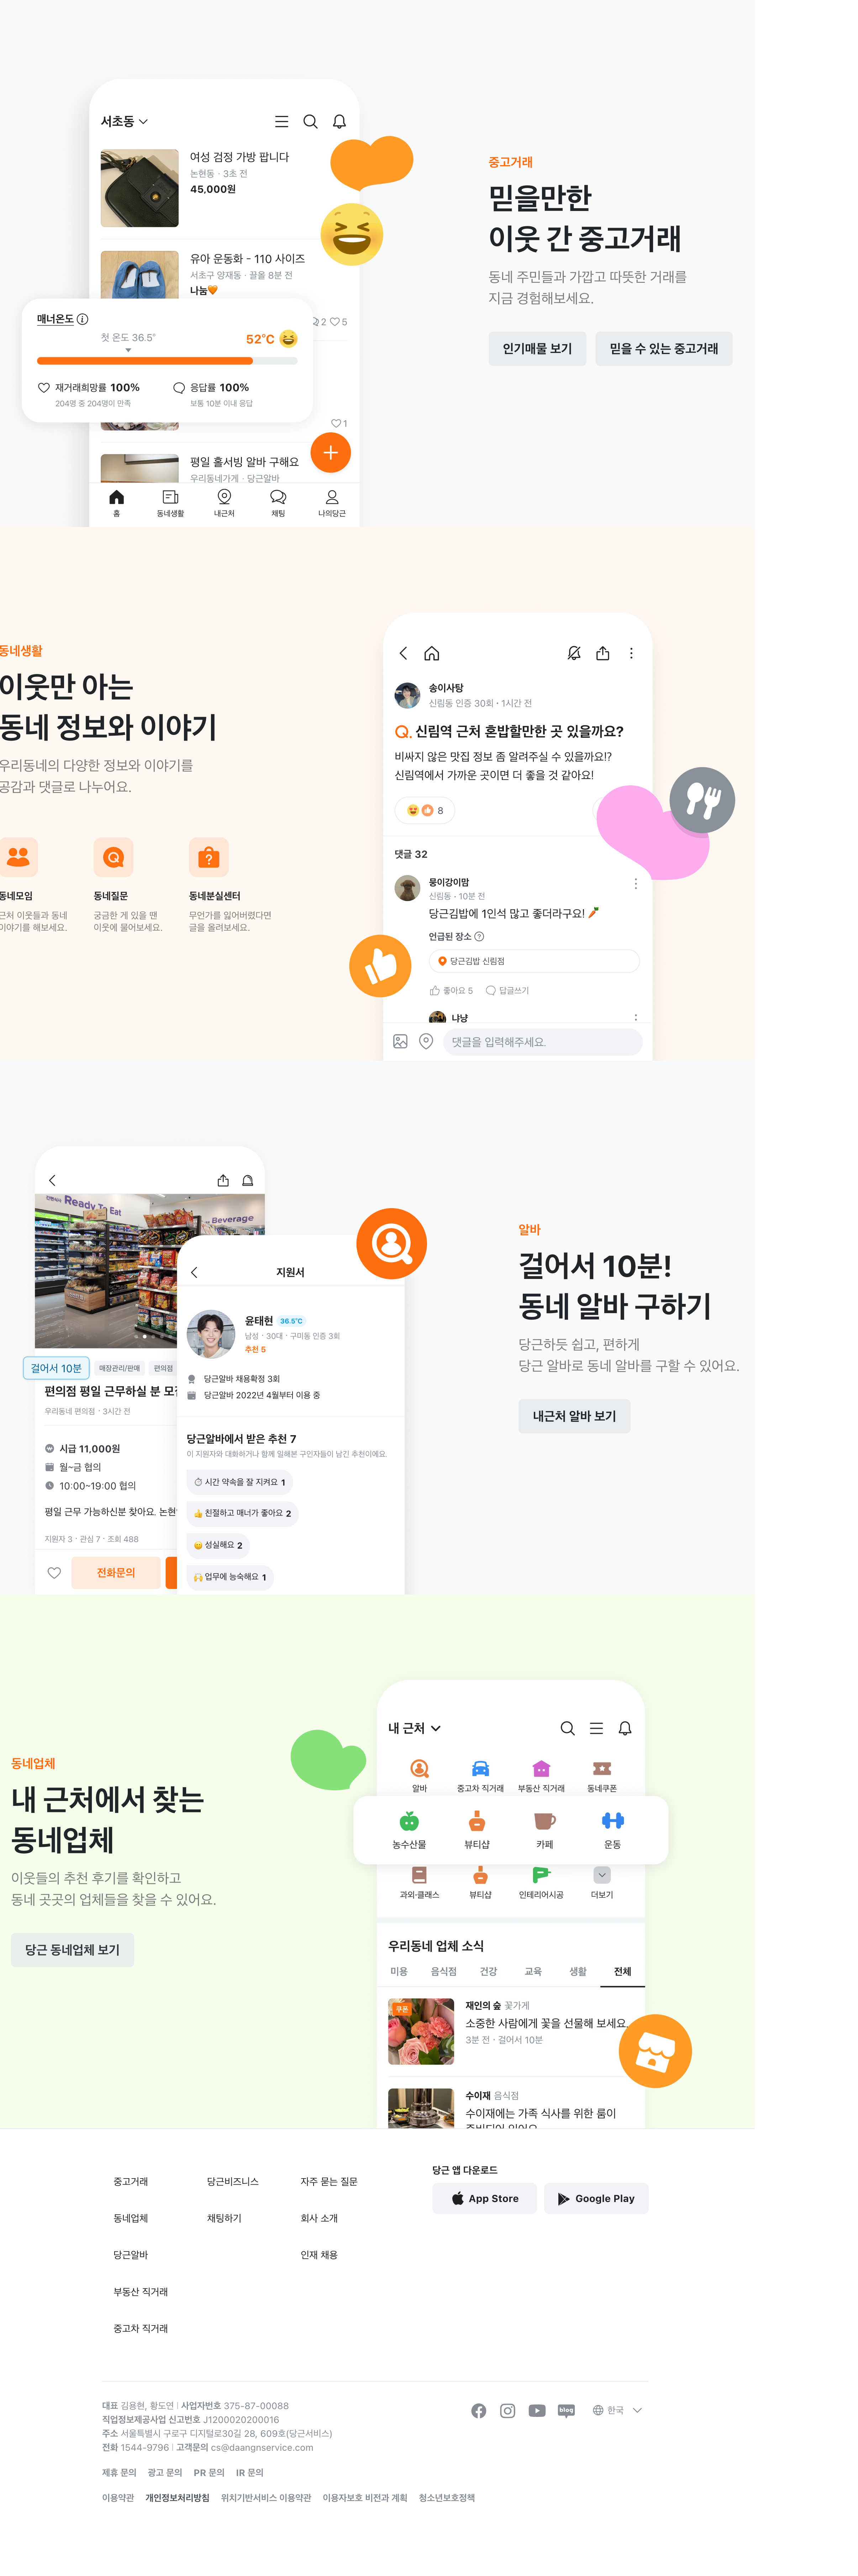 서초동
여성 검정 가방 팝니다
논현동 · 3초 전
45,000원
유아 운동화 - 110 사이즈
서초구 양재동 · 끌올 8분 전
나눔🧡
2 5
매너온도
첫 온도 36.5°
52°C
재거래희망률 100%
204명 중 204명이 만족
응답률 100%
보통 10분 이내 응답
1
평일 홀서빙 알바 구해요
우리동네가게 · 당근알바
홈
동네생활
내근처
채팅
나의당근
중고거래
믿을만한
이웃 간 중고거래
동네 주민들과 가깝고 따뜻한 거래를
지금 경험해보세요.
인기매물 보기
믿을 수 있는 중고거래
동네생활
이웃만 아는
동네 정보와 이야기
우리동네의 다양한 정보와 이야기를
공감과 댓글로 나누어요.
동네모임
근처 이웃들과 동네
이야기를 해보세요.
동네질문
궁금한 게 있을 땐
이웃에 물어보세요.
동네분실센터
무언가를 잃어버렸다면
글을 올려보세요.
송이사탕
신림동 인증 30회 · 1시간 전
Q. 신림역 근처 혼밥할만한 곳 있을까요?
비싸지 않은 맛집 정보 좀 알려주실 수 있을까요!?
신림역에서 가까운 곳이면 더 좋을 것 같아요!
8
댓글 32
몽이강이맘
신림동 · 10분 전
당근김밥에 1인석 많고 좋더라구요! 🥕
언급된 장소
당근김밥 신림점
좋아요 5
답글쓰기
냐냥
댓글을 입력해주세요.
Ready To Eat
Beverage
걸어서 10분
매장관리/판매
편의점
편의점 평일 근무하실 분 모집
우리동네 편의점 · 3시간 전
시급 11,000원
월~금 협의
10:00~19:00 협의
평일 근무 가능하신분 찾아요. 논현
지원자 3 · 관심 7 · 조회 488
전화문의
지원서
윤태현 36.5°C
남성 · 30대 · 구미동 인증 3회
추천 5
당근알바 채용확정 3회
당근알바 2022년 4월부터 이용 중
당근알바에서 받은 추천 7
이 지원자와 대화하거나 함께 일해본 구인자들이 남긴 추천이에요.
⏱ 시간 약속을 잘 지켜요 1
👍 친절하고 매너가 좋아요 2
😀 성실해요 2
🙌 업무에 능숙해요 1
알바
걸어서 10분!
동네 알바 구하기
당근하듯 쉽고, 편하게
당근 알바로 동네 알바를 구할 수 있어요.
내근처 알바 보기
동네업체
내 근처에서 찾는
동네업체
이웃들의 추천 후기를 확인하고
동네 곳곳의 업체들을 찾을 수 있어요.
당근 동네업체 보기
내 근처
알바
중고차 직거래
부동산 직거래
동네쿠폰
농수산물
뷰티샵
카페
운동
과외·클래스
뷰티샵
인테리어시공
더보기
우리동네 업체 소식
미용
음식점
건강
교육
생활
전체
쿠폰
재인의 숲 꽃가게
소중한 사람에게 꽃을 선물해 보세요.
3분 전 · 걸어서 10분
수이재 음식점
수이재에는 가족 식사를 위한 룸이
중고거래
당근비즈니스
자주 묻는 질문
동네업체
채팅하기
회사 소개
당근알바
인재 채용
부동산 직거래
중고차 직거래
당근 앱 다운로드
App Store
Google Play
대표 김용현, 황도연 | 사업자번호 375-87-00088
직업정보제공사업 신고번호 J1200020200016
주소 서울특별시 구로구 디지털로30길 28, 609호(당근서비스)
전화 1544-9796 | 고객문의 cs@daangnservice.com
blog
한국
제휴 문의
광고 문의
PR 문의
IR 문의
이용약관
개인정보처리방침
위치기반서비스 이용약관
이용자보호 비전과 계획
청소년보호정책